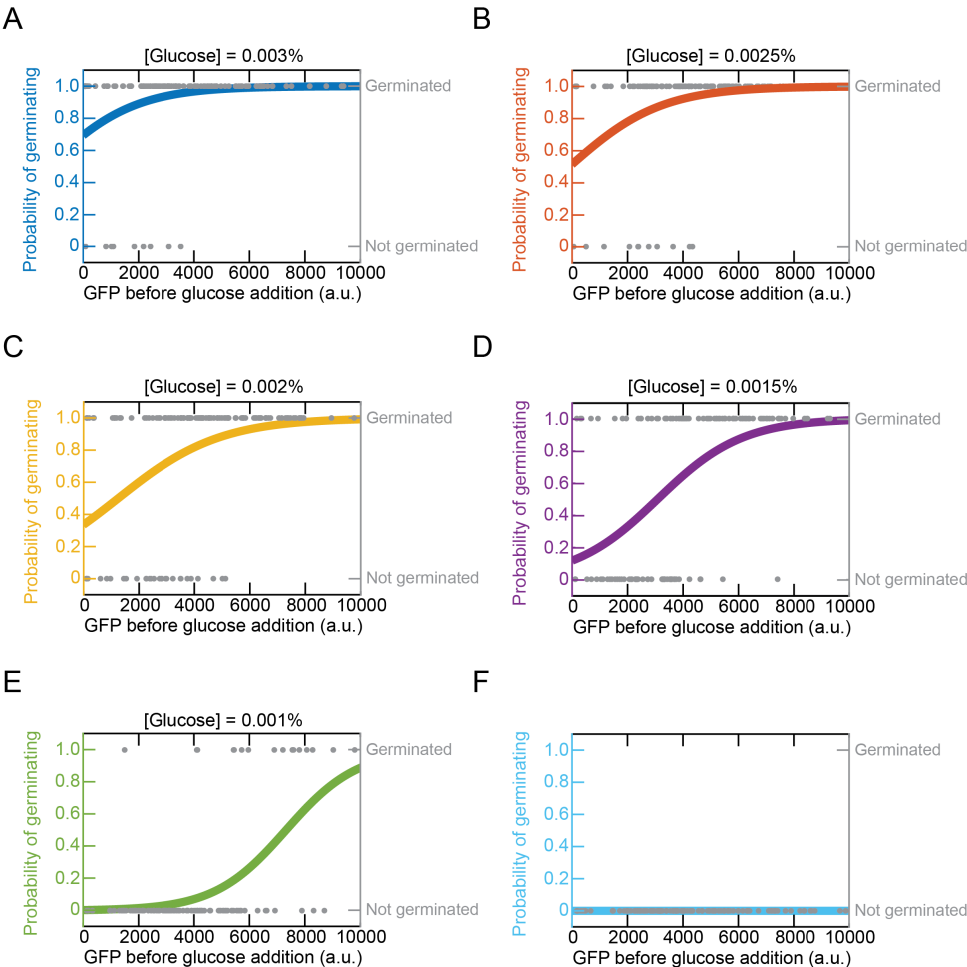 A
[Glucose] = 0.003%
Probability of germinating
1.0
0.8
0.6
0.4
0.2
0
Germinated
Not germinated
0 2000 4000 6000 8000 10000
GFP before glucose addition (a.u.)
B
[Glucose] = 0.0025%
Probability of germinating
1.0
0.8
0.6
0.4
0.2
0
Germinated
Not germinated
0 2000 4000 6000 8000 10000
GFP before glucose addition (a.u.)
C
[Glucose] = 0.002%
Probability of germinating
1.0
0.8
0.6
0.4
0.2
0
Germinated
Not germinated
0 2000 4000 6000 8000 10000
GFP before glucose addition (a.u.)
D
[Glucose] = 0.0015%
Probability of germinating
1.0
0.8
0.6
0.4
0.2
0
Germinated
Not germinated
0 2000 4000 6000 8000 10000
GFP before glucose addition (a.u.)
E
[Glucose] = 0.001%
Probability of germinating
1.0
0.8
0.6
0.4
0.2
0
Germinated
Not germinated
0 2000 4000 6000 8000 10000
GFP before glucose addition (a.u.)
F
Probability of germinating
1.0
0.8
0.6
0.4
0.2
0
Germinated
Not germinated
0 2000 4000 6000 8000 10000
GFP before glucose addition (a.u.)